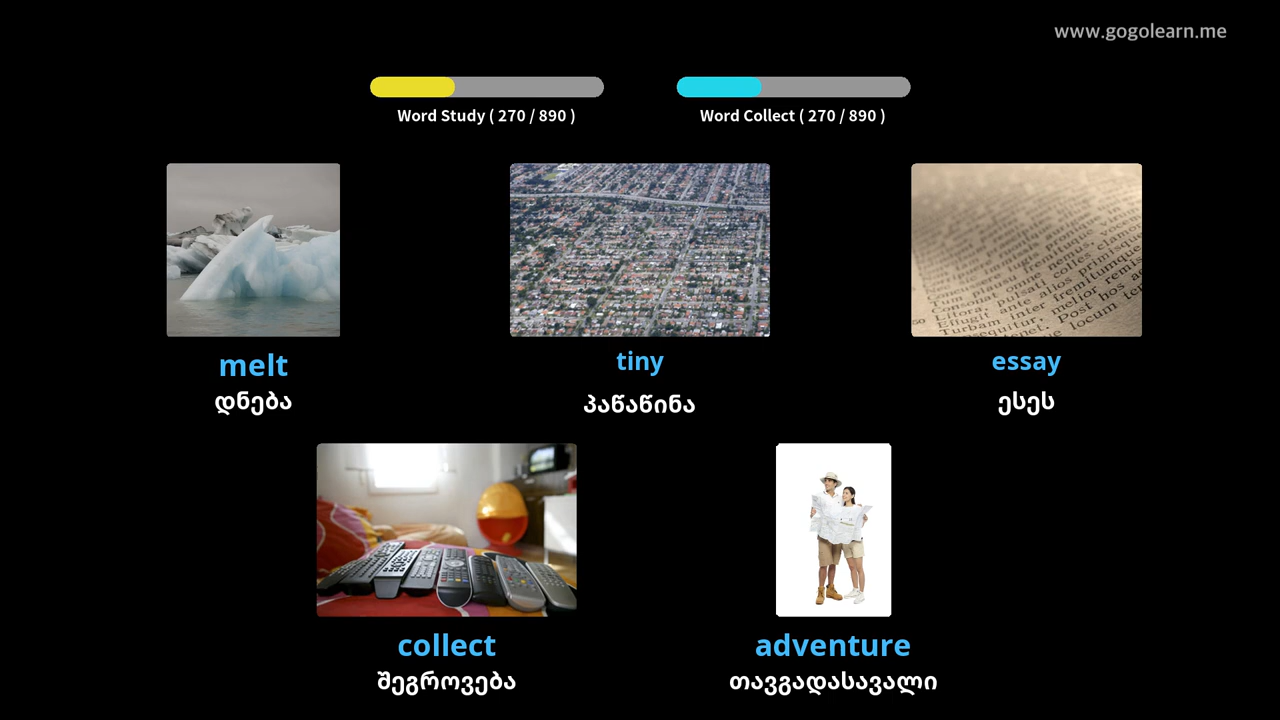 www.gogolearn.me
Word Study ( 270 / 890 )
Word Collect ( 270 / 890 )
melt
დნება
tiny
პაწაწინა
essay
ესეს
collect
შეგროვება
adventure
თავგადასავალი